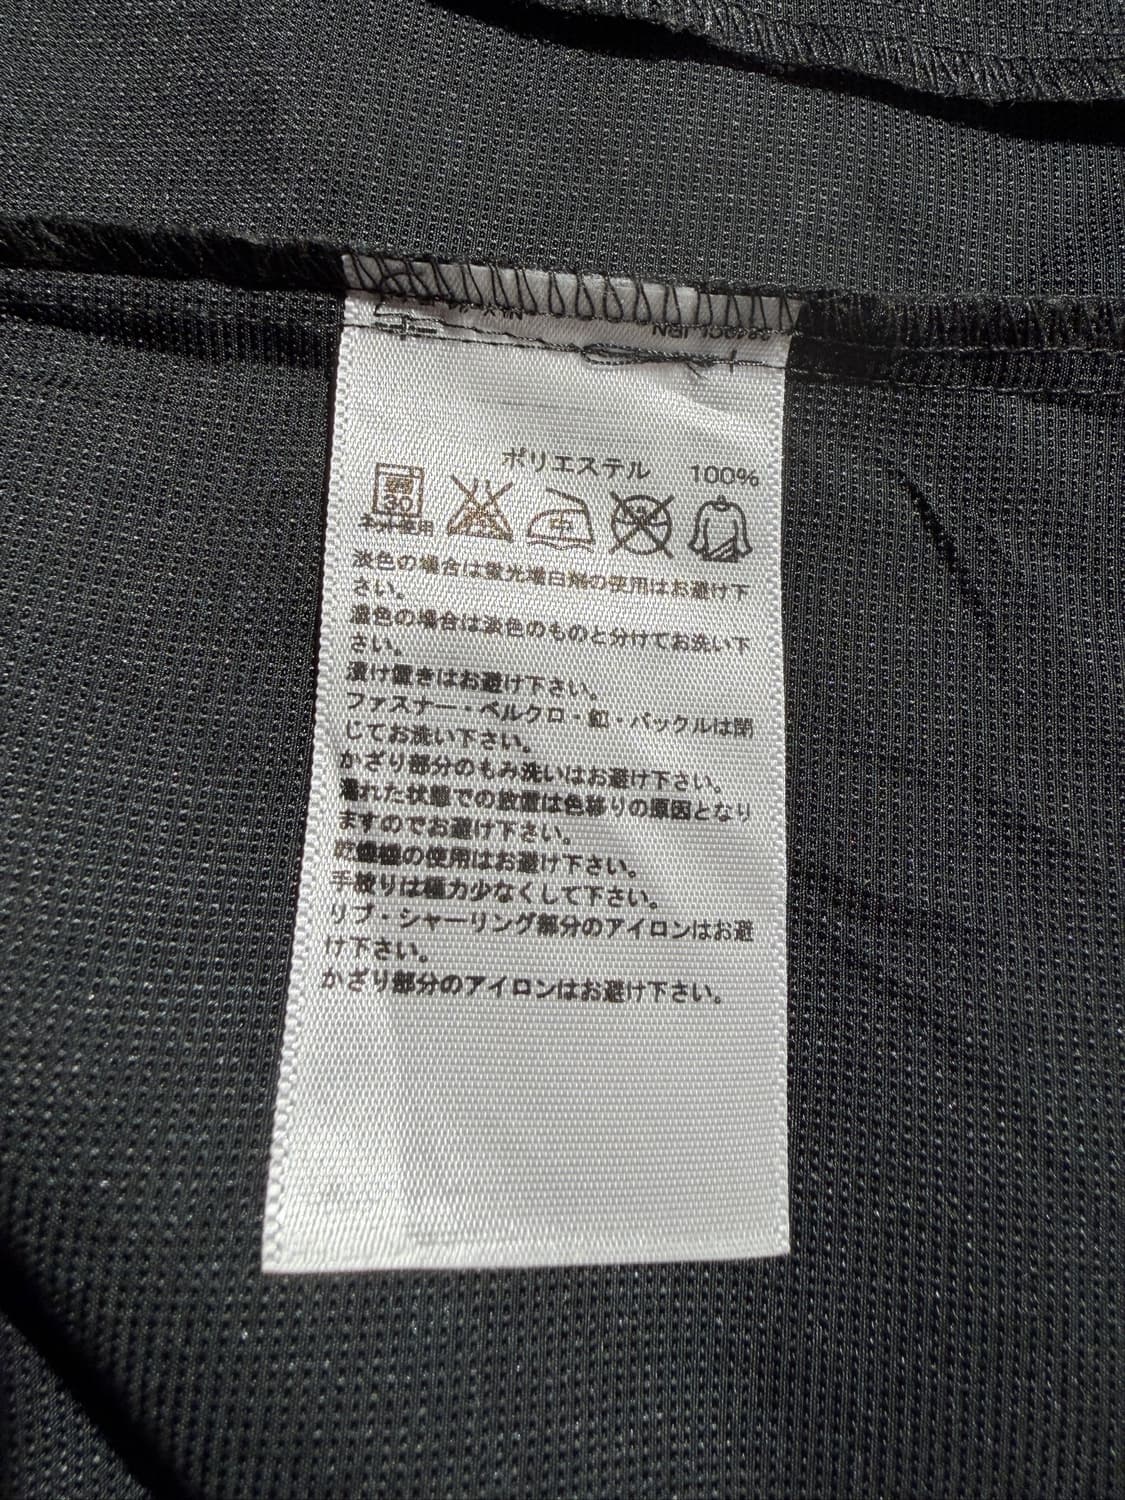 ポリエステル 100%
30
ネット使用
中
淡色の場合は蛍光増白剤の使用はお避け下
さい。
濃色の場合は淡色のものと分けてお洗い下
さい。
漬け置きはお避け下さい。
ファスナー・ベルクロ・釦・バックルは閉
じてお洗い下さい。
かざり部分のもみ洗いはお避け下さい。
濡れた状態での放置は色移りの原因となり
ますのでお避け下さい。
乾燥機の使用はお避け下さい。
手絞りは極力少なくして下さい。
リブ・シャーリング部分のアイロンはお避
け下さい。
かざり部分のアイロンはお避け下さい。